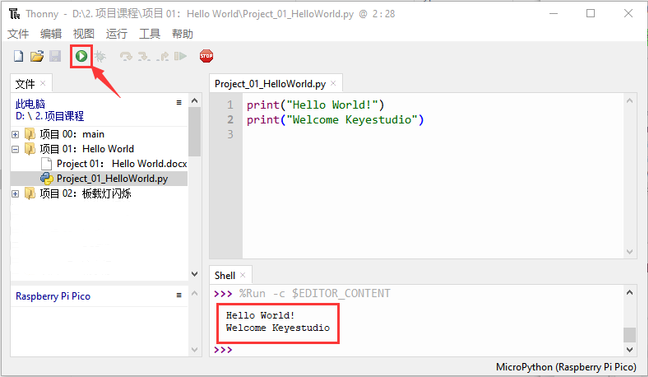 Thonny - D:\2. 项目课程\项目 01：Hello World\Project_01_HelloWorld.py @ 2:28
文件 编辑 视图 运行 工具 帮助
STOP
文件
此电脑
D: \ 2. 项目课程
项目 00：main
项目 01：Hello World
Project 01： Hello World.docx
Project_01_HelloWorld.py
项目 02：板载灯闪烁
Raspberry Pi Pico
Project_01_HelloWorld.py
1 print("Hello World!")
2 print("Welcome Keyestudio")
3
Shell
>>> %Run -c $EDITOR_CONTENT
Hello World!
Welcome Keyestudio
>>>
MicroPython (Raspberry Pi Pico)